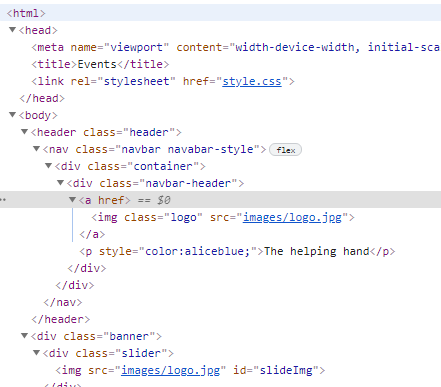 <html>
<head>
<meta name="viewport" content="width-device-width, initial-sca
<title>Events</title>
<link rel="stylesheet" href="style.css">
</head>
<body>
<header class="header">
<nav class="navbar navabar-style"> flex
<div class="container">
<div class="navbar-header">
<a href> == $0
<img class="logo" src="images/logo.jpg">
</a>
<p style="color:aliceblue;">The helping hand</p>
</div>
</div>
</nav>
</header>
<div class="banner">
<div class="slider">
<img src="images/logo.jpg" id="slideImg">